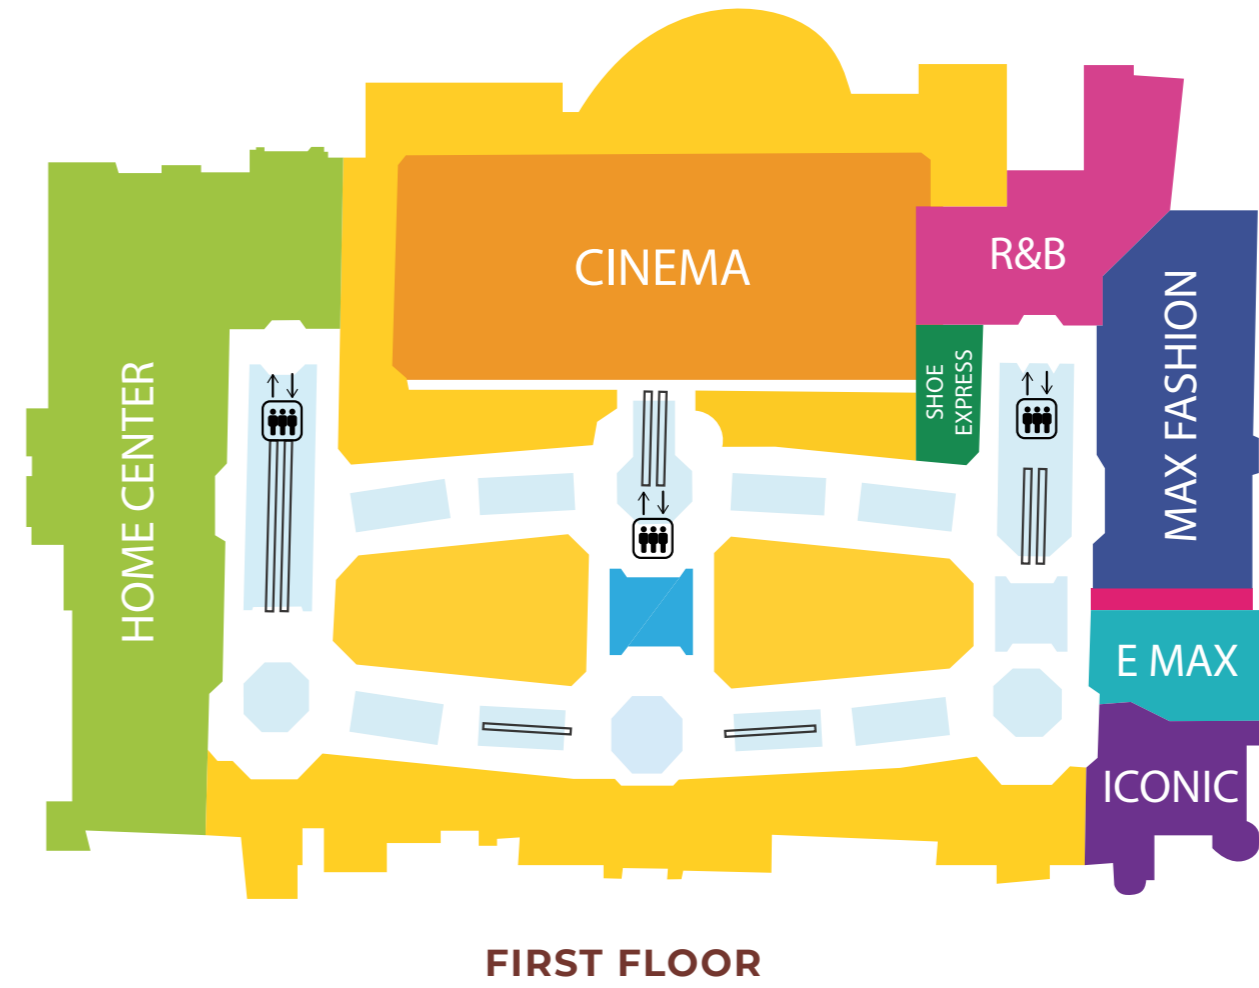 CINEMA
R&B
SHOE
EXPRESS
MAX FASHION
HOME CENTER
E MAX
ICONIC
FIRST FLOOR